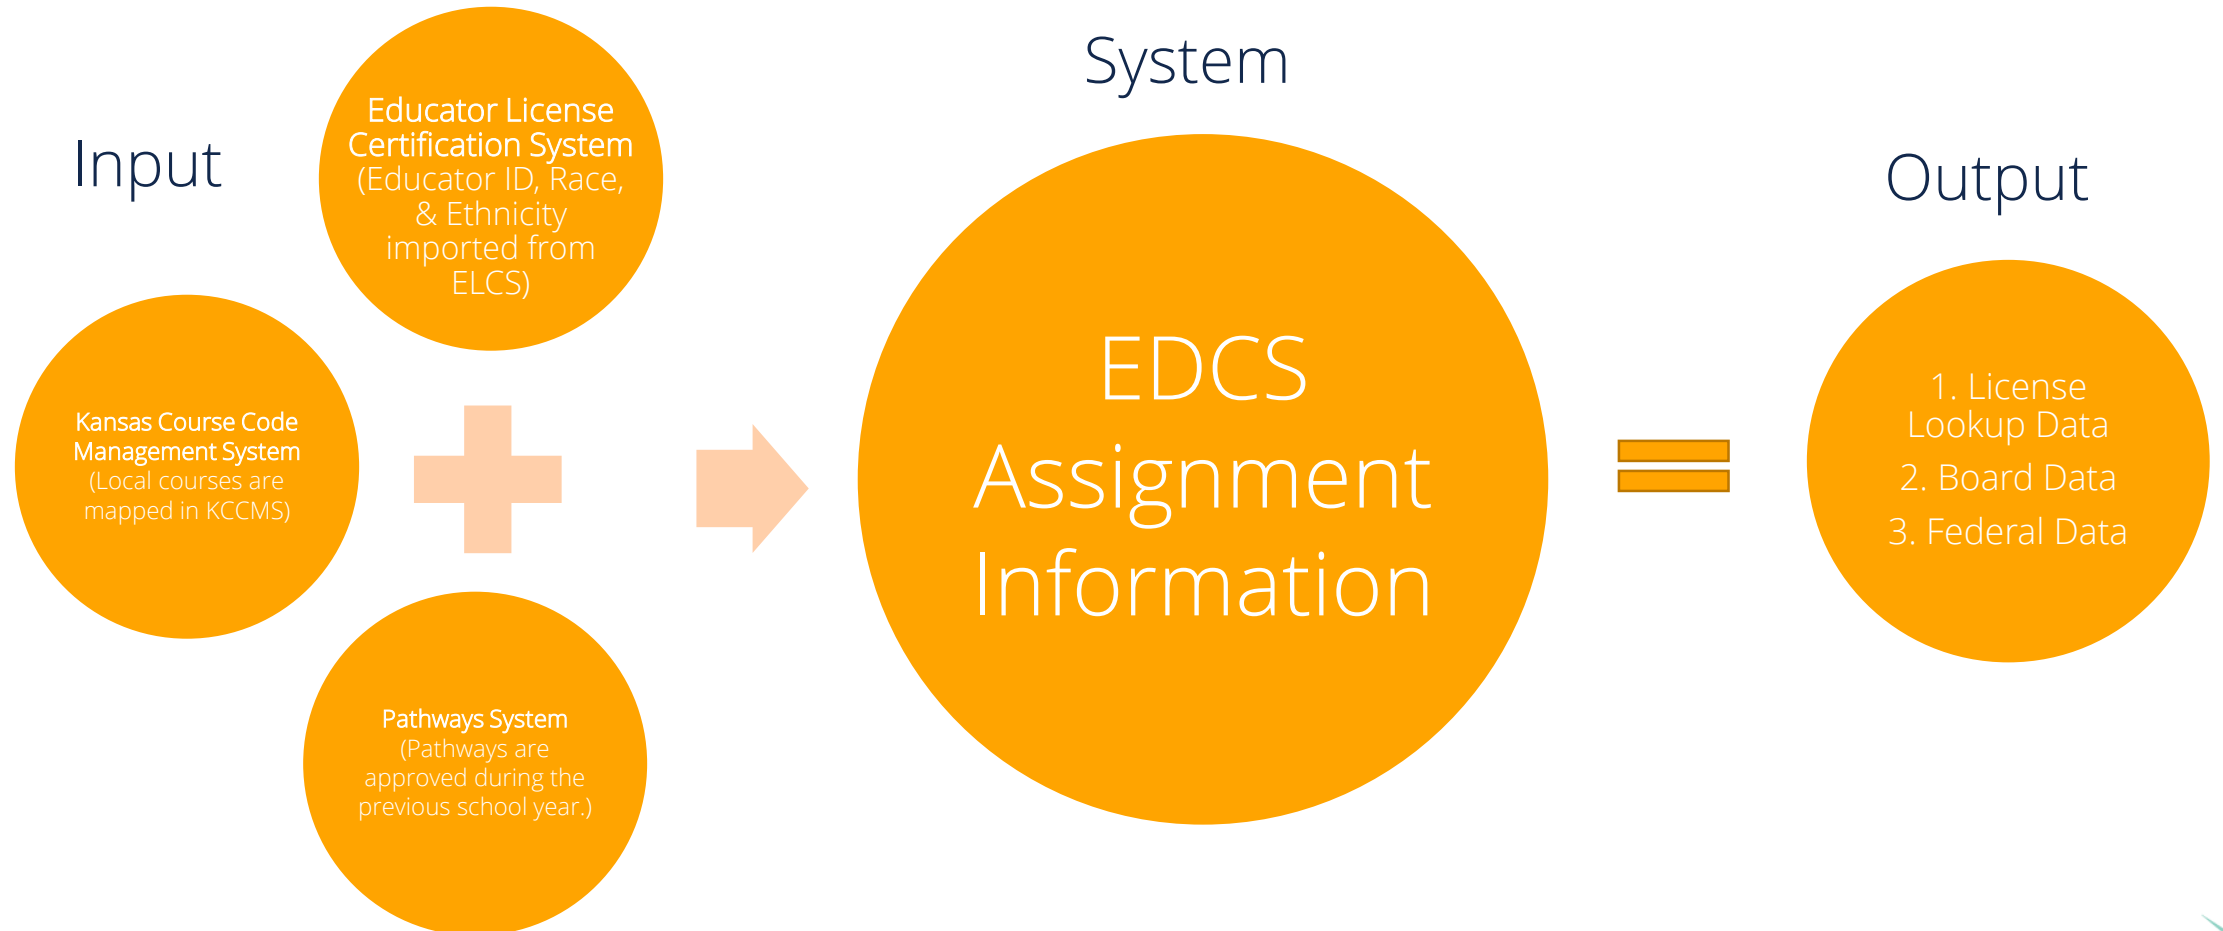 Input
Educator License
Certification System
(Educator ID, Race,
& Ethnicity
imported from
ELCS)
Kansas Course Code
Management System
(Local courses are
mapped in KCCMS)
Pathways System
(Pathways are
approved during the
previous school year.)
System
EDCS
Assignment
Information
Output
1. License
Lookup Data
2. Board Data
3. Federal Data